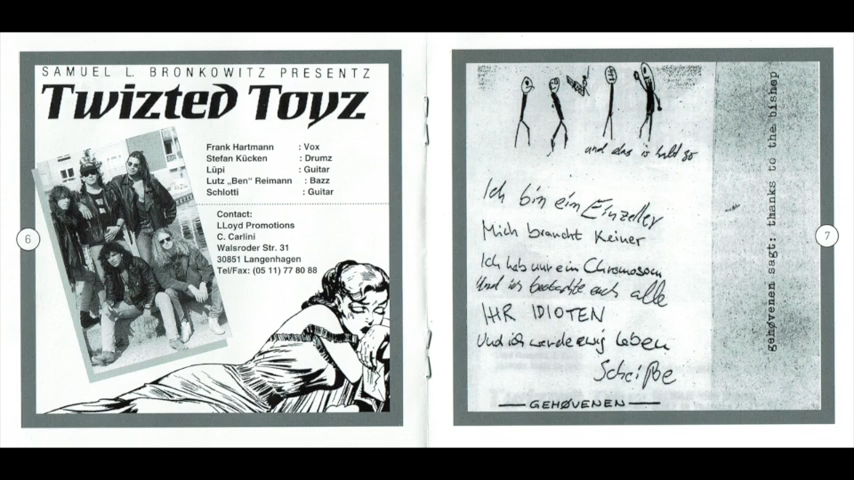 SAMUEL L. BRONKOWITZ PRESENTZ
Twizted Toyz
Frank Hartmann : Vox
Stefan Kücken : Drumz
Lüpi : Guitar
Lutz „Ben" Reimann : Bazz
Schlotti : Guitar
Contact:
LLoyd Promotions
C. Carlini
Walsroder Str. 31
30851 Langenhagen
Tel/Fax: (05 11) 77 80 88
6
und das is halt so
Ich bin ein Einzeller
Mich braucht Keiner
Ich hab nur ein Chromosom
Und ich beobachte euch alle
IHR IDIOTEN
Und ich werde ewig leben
Scheiße
GEHØVENEN
gehøvenen sagt: thanks to the bishop
7